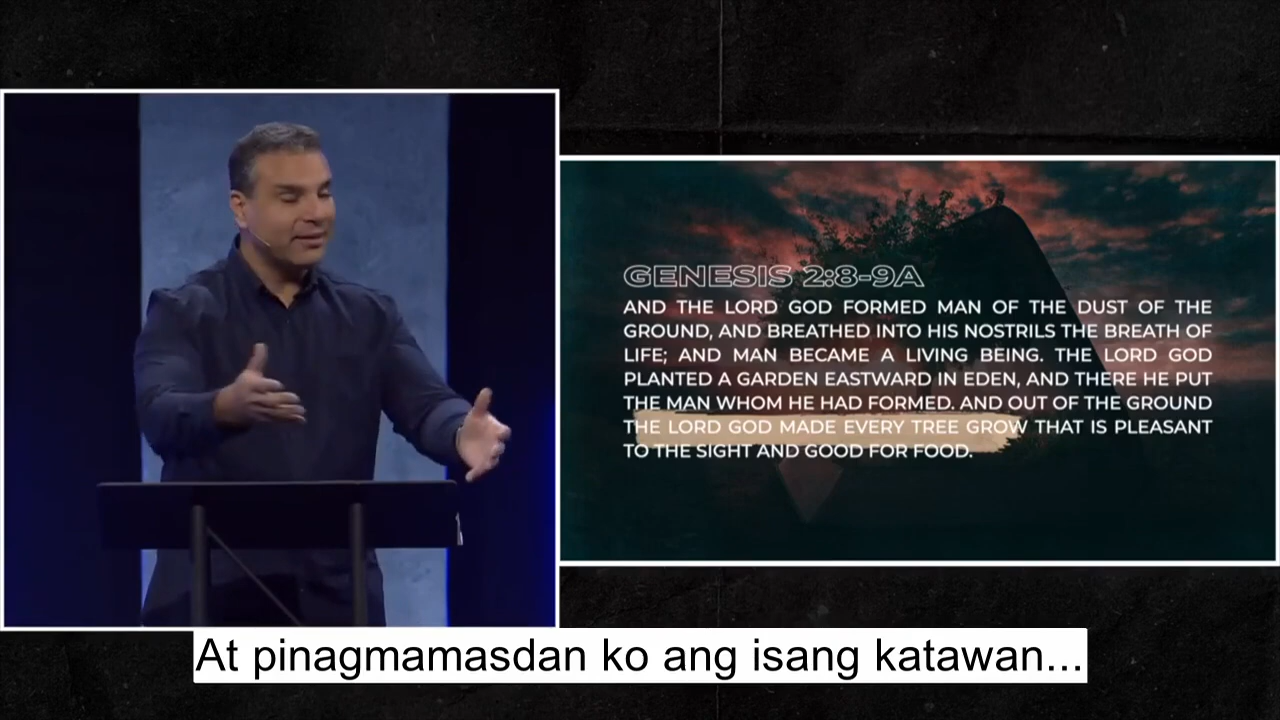 GENESIS 2:8-9A
AND THE LORD GOD FORMED MAN OF THE DUST OF THE
GROUND, AND BREATHED INTO HIS NOSTRILS THE BREATH OF
LIFE; AND MAN BECAME A LIVING BEING. THE LORD GOD
PLANTED A GARDEN EASTWARD IN EDEN, AND THERE HE PUT
THE MAN WHOM HE HAD FORMED. AND OUT OF THE GROUND
THE LORD GOD MADE EVERY TREE GROW THAT IS PLEASANT
TO THE SIGHT AND GOOD FOR FOOD.
At pinagmamasdan ko ang isang katawan...